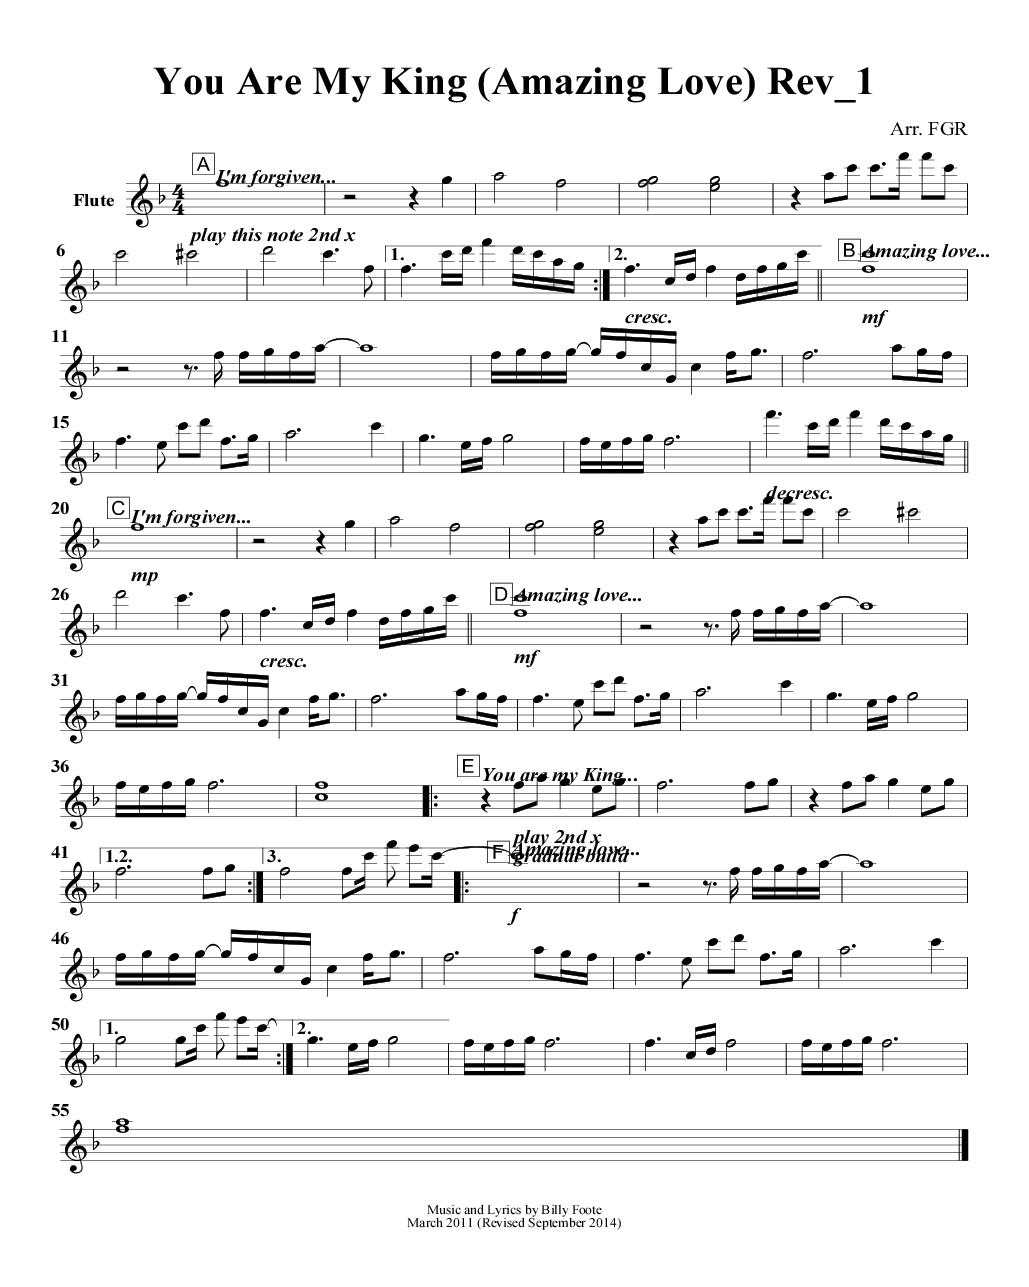 You Are My King (Amazing Love) Rev_1
Arr. FGR
A I'm forgiven...
Flute
4
4
play this note 2nd x
6
1.
2.
B Amazing love...
cresc.
mf
11
15
decresc.
20
C I'm forgiven...
mp
26
D Amazing love...
cresc.
mf
31
36
E You are my King...
play 2nd x
gradual build
41
1.2.
3.
F Amazing love...
f
46
50
1.
2.
55
Music and Lyrics by Billy Foote
March 2011 (Revised September 2014)